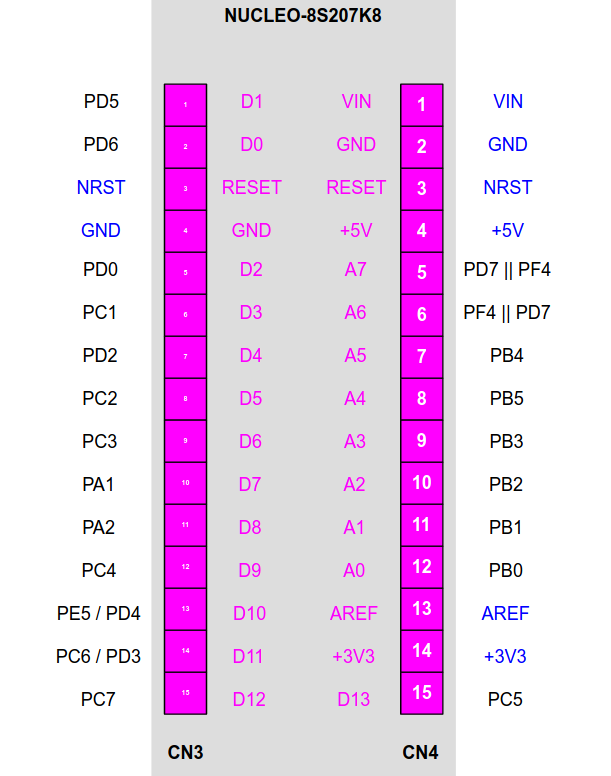 NUCLEO-8S207K8
PD5 1 D1 VIN 1 VIN
PD6 2 D0 GND 2 GND
NRST 3 RESET RESET 3 NRST
GND 4 GND +5V 4 +5V
PD0 5 D2 A7 5 PD7 || PF4
PC1 6 D3 A6 6 PF4 || PD7
PD2 7 D4 A5 7 PB4
PC2 8 D5 A4 8 PB5
PC3 9 D6 A3 9 PB3
PA1 10 D7 A2 10 PB2
PA2 11 D8 A1 11 PB1
PC4 12 D9 A0 12 PB0
PE5 / PD4 13 D10 AREF 13 AREF
PC6 / PD3 14 D11 +3V3 14 +3V3
PC7 15 D12 D13 15 PC5
CN3 CN4